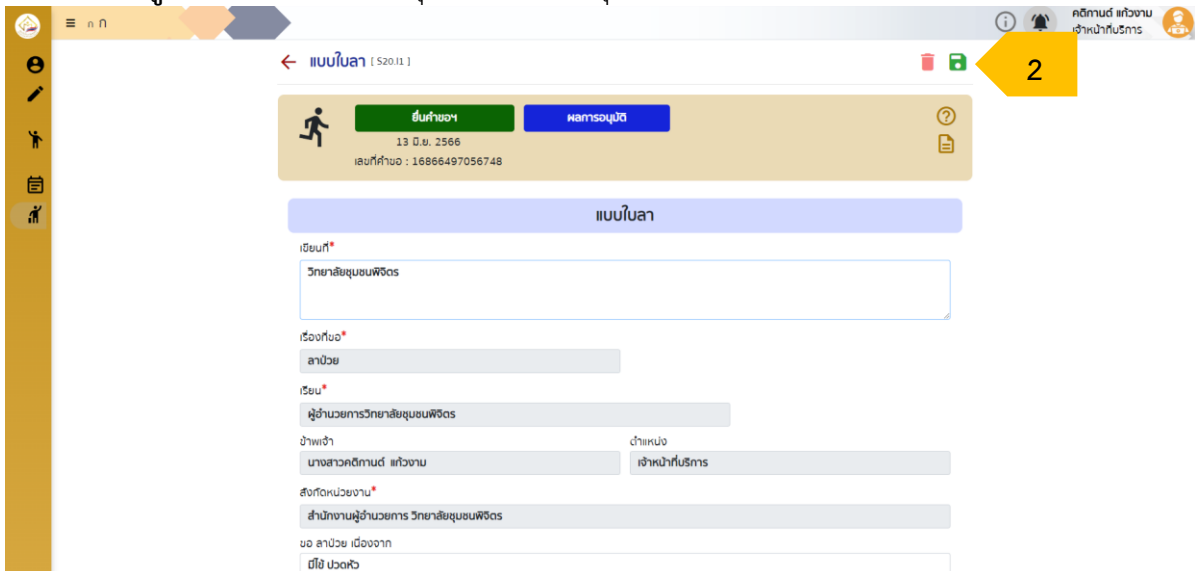 ≡ ก ก
คติกานต์ แก้วงาม
เจ้าหน้าที่บริการ
← แบบใบลา [ S20.I1 ]
2
ยื่นคำขอฯ ผลการอนุมัติ
13 มิ.ย. 2566
เลขที่คำขอ : 16866497056748
แบบใบลา
เขียนที่*
วิทยาลัยชุมชนพิจิตร
เรื่องที่ขอ*
ลาป่วย
เรียน*
ผู้อำนวยการวิทยาลัยชุมชนพิจิตร
ข้าพเจ้า ตำแหน่ง
นางสาวคติกานต์ แก้วงาม เจ้าหน้าที่บริการ
สังกัดหน่วยงาน*
สำนักงานผู้อำนวยการ วิทยาลัยชุมชนพิจิตร
ขอ ลาป่วย เนื่องจาก
มีไข้ ปวดหัว